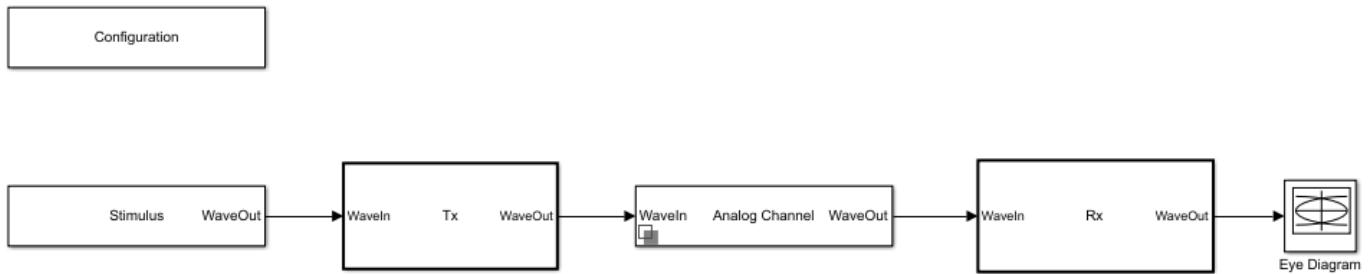 Configuration
Stimulus WaveOut WaveIn Tx WaveOut WaveIn Analog Channel WaveOut WaveIn Rx WaveOut
Eye Diagram